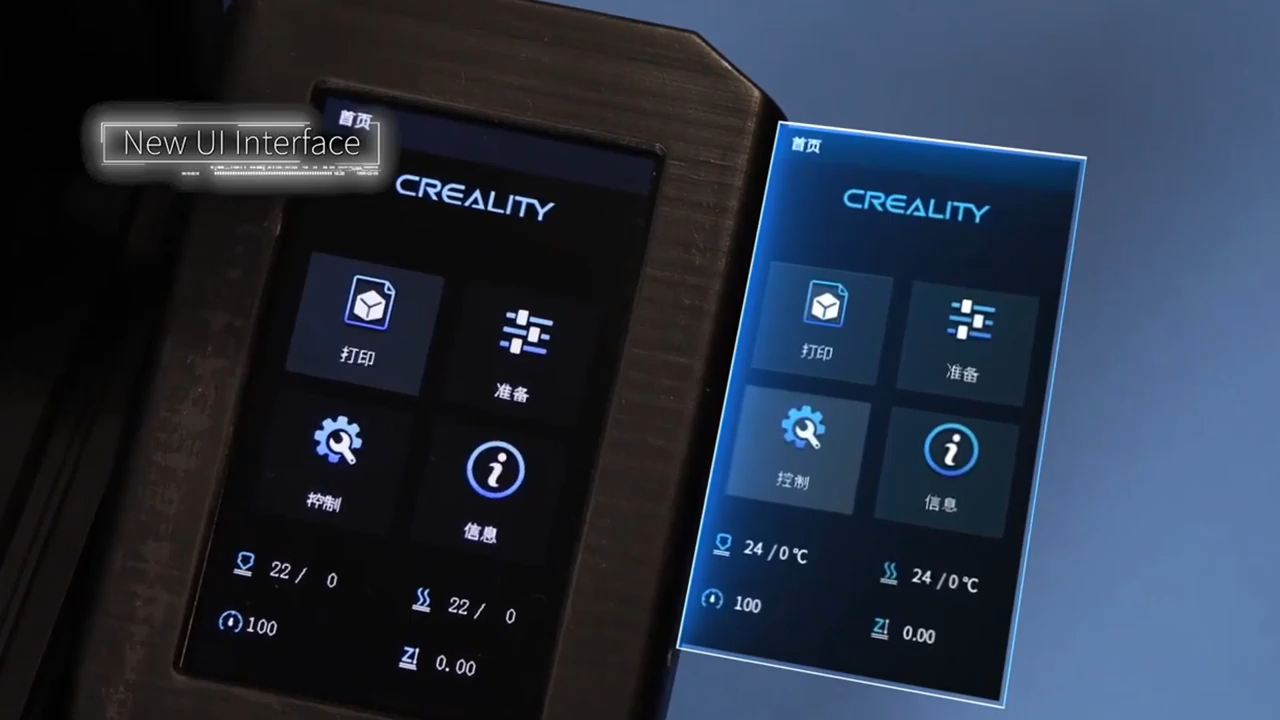 New UI Interface
首页
CREALITY
打印
准备
控制
信息
22 / 0
22 / 0
100
0.00
首页
CREALITY
打印
准备
控制
信息
24 / 0 ℃
24 / 0 ℃
100
0.00